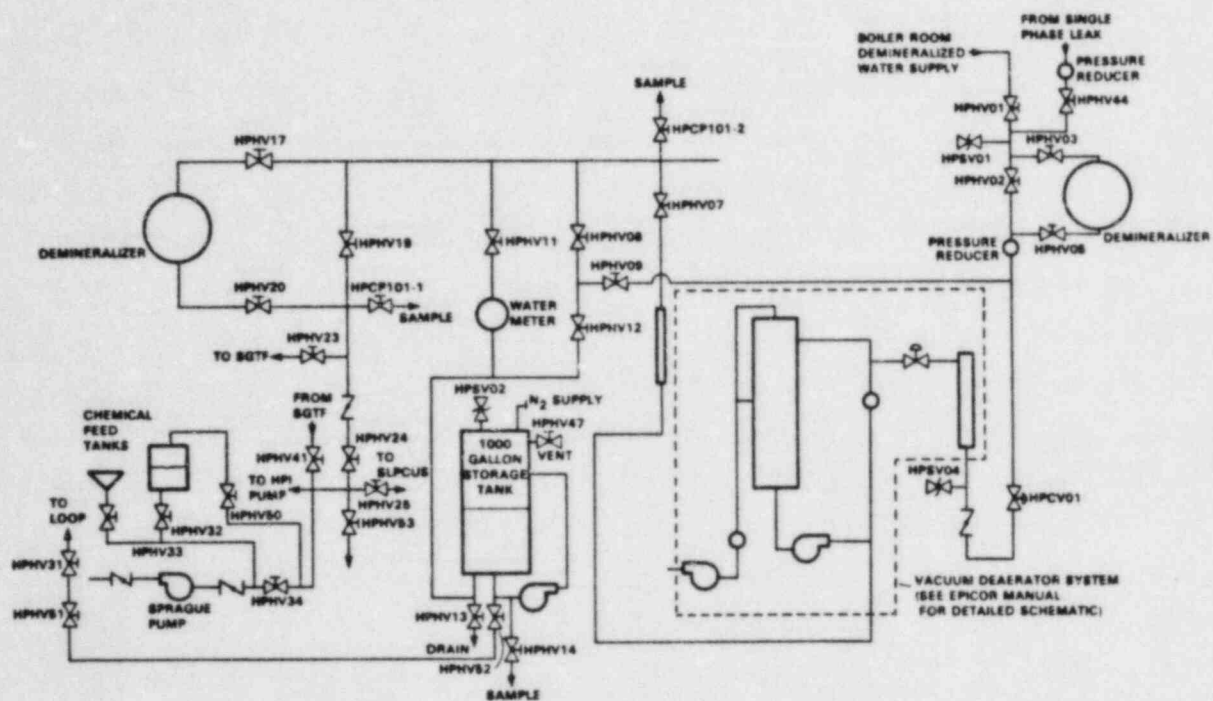 FROM SINGLE
PHASE LEAK
BOILER ROOM
DEMINERALIZED
WATER SUPPLY
PRESSURE
REDUCER
SAMPLE
HPHV01
HPHV44
HPCP101-2
HPHV17
HPSV01
HPHV03
HPHV02
HPHV07
DEMINERALIZER
HPHV11
HPHV08
PRESSURE
REDUCER
DEMINERALIZER
HPHV09
HPHV20
HPCP101-1
SAMPLE
WATER
METER
HPHV12
HPHV23
TO SGTF
HPSV02
N2 SUPPLY
FROM
SGTF
HPHV47
VENT
CHEMICAL
FEED
TANKS
HPHV24
1000
GALLON
STORAGE
TANK
HPHV41
TO
SLPCUS
HPSV04
HPCV01
TO HPI
PUMP
TO
LOOP
HPHV32
HPHV50
HPHV25
HPHV53
HPHV33
HPHV31
HPHV34
SPRAGUE
PUMP
VACUUM DEAERATOR SYSTEM
(SEE EPICOR MANUAL
FOR DETAILED SCHEMATIC)
HPHV51
HPHV13
DRAIN
HPHV52
HPHV14
SAMPLE